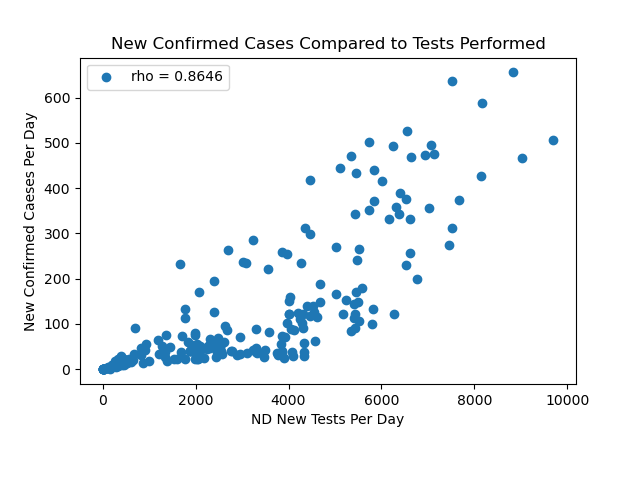 New Confirmed Cases Compared to Tests Performed
rho = 0.8646
New Confirmed Caeses Per Day
600
500
400
300
200
100
0
0 2000 4000 6000 8000 10000
ND New Tests Per Day